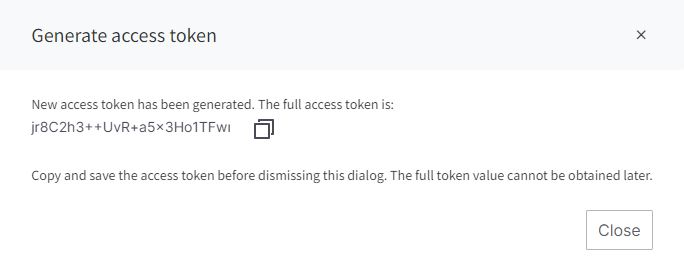 Generate access token
New access token has been generated. The full access token is:
jr8C2h3++UvR+a5x3Ho1TFw
Copy and save the access token before dismissing this dialog. The full token value cannot be obtained later.
Close